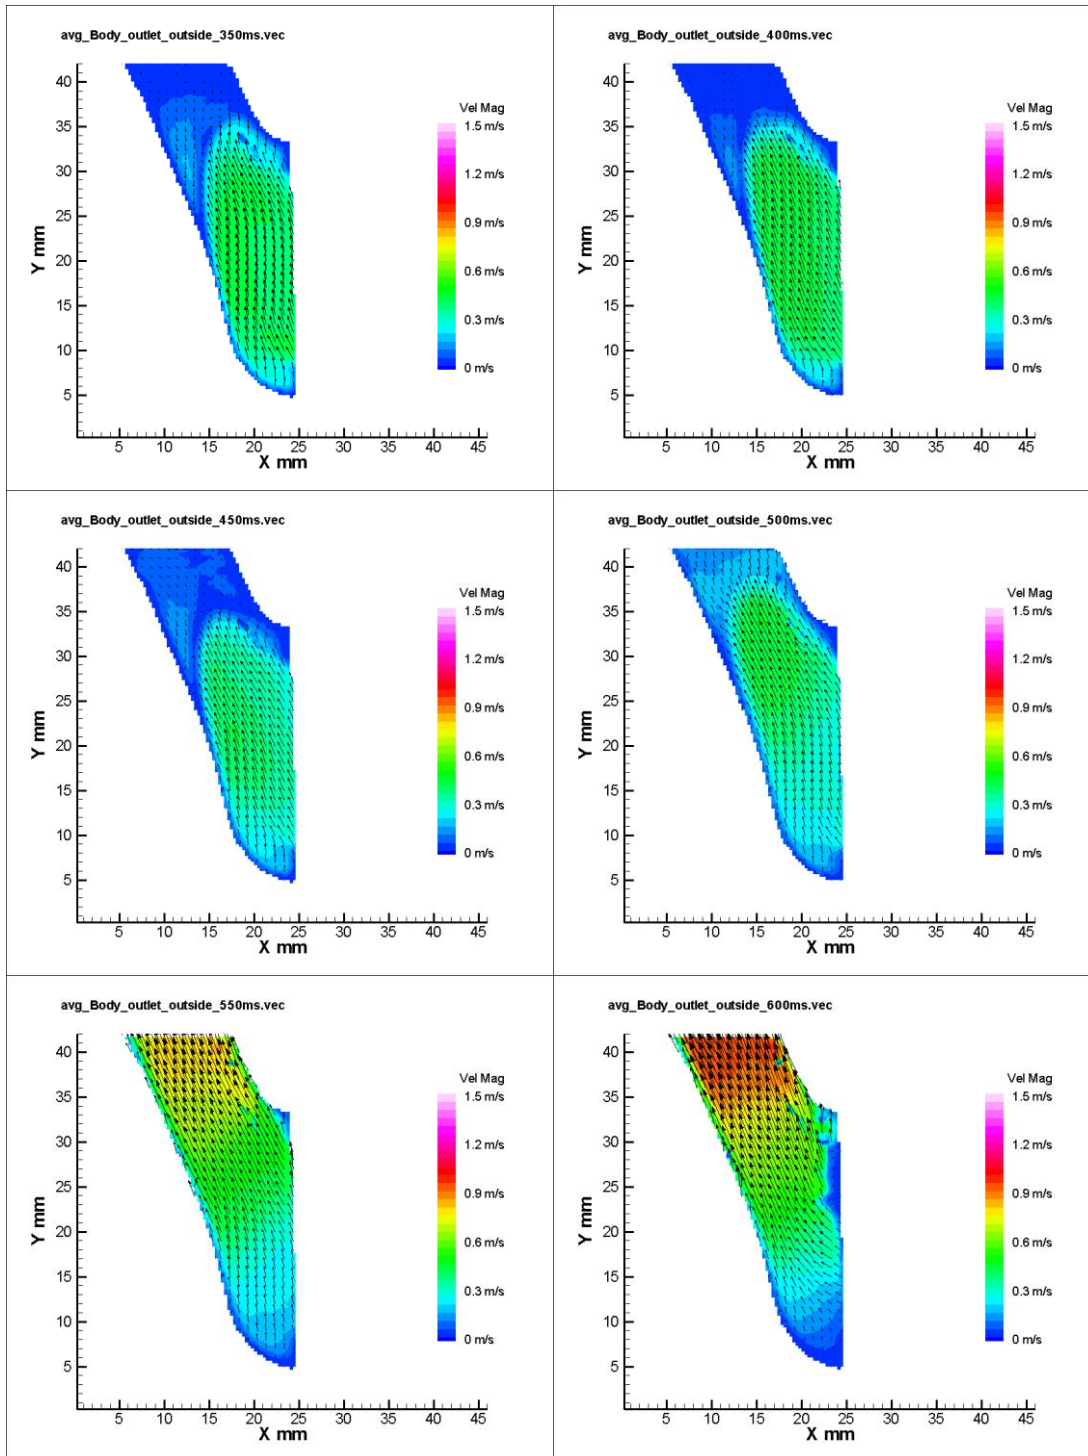 avg_Body_outlet_outside_350ms.vec
40
35
30
25
20
15
10
5
Y mm
5 10 15 20 25 30 35 40 45
X mm
Vel Mag
1.5 m/s
1.2 m/s
0.9 m/s
0.6 m/s
0.3 m/s
0 m/s
avg_Body_outlet_outside_400ms.vec
40
35
30
25
20
15
10
5
Y mm
5 10 15 20 25 30 35 40 45
X mm
Vel Mag
1.5 m/s
1.2 m/s
0.9 m/s
0.6 m/s
0.3 m/s
0 m/s
avg_Body_outlet_outside_450ms.vec
40
35
30
25
20
15
10
5
Y mm
5 10 15 20 25 30 35 40 45
X mm
Vel Mag
1.5 m/s
1.2 m/s
0.9 m/s
0.6 m/s
0.3 m/s
0 m/s
avg_Body_outlet_outside_500ms.vec
40
35
30
25
20
15
10
5
Y mm
5 10 15 20 25 30 35 40 45
X mm
Vel Mag
1.5 m/s
1.2 m/s
0.9 m/s
0.6 m/s
0.3 m/s
0 m/s
avg_Body_outlet_outside_550ms.vec
40
35
30
25
20
15
10
5
Y mm
5 10 15 20 25 30 35 40 45
X mm
Vel Mag
1.5 m/s
1.2 m/s
0.9 m/s
0.6 m/s
0.3 m/s
0 m/s
avg_Body_outlet_outside_600ms.vec
40
35
30
25
20
15
10
5
Y mm
5 10 15 20 25 30 35 40 45
X mm
Vel Mag
1.5 m/s
1.2 m/s
0.9 m/s
0.6 m/s
0.3 m/s
0 m/s